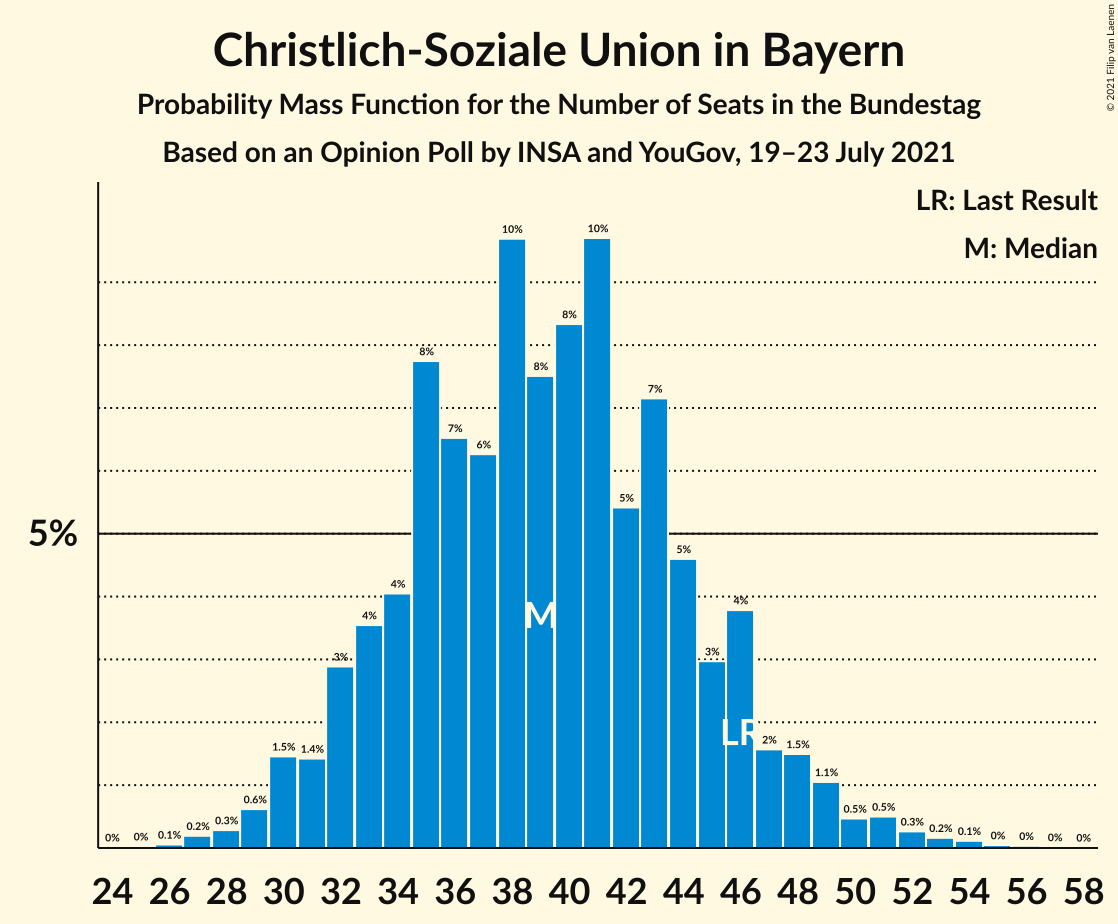 Christlich-Soziale Union in Bayern
Probability Mass Function for the Number of Seats in the Bundestag
Based on an Opinion Poll by INSA and YouGov, 19–23 July 2021
© 2021 Filip van Laenen
LR: Last Result
M: Median
5%
0% 0% 0.1% 0.2% 0.3% 0.6% 1.5% 1.4% 3% 4% 4% 8% 7% 6% 10% 8% 8% 10% 5% 7% 5% 3% 4% 2% 1.5% 1.1% 0.5% 0.5% 0.3% 0.2% 0.1% 0% 0% 0% 0%
M
LR
24 26 28 30 32 34 36 38 40 42 44 46 48 50 52 54 56 58